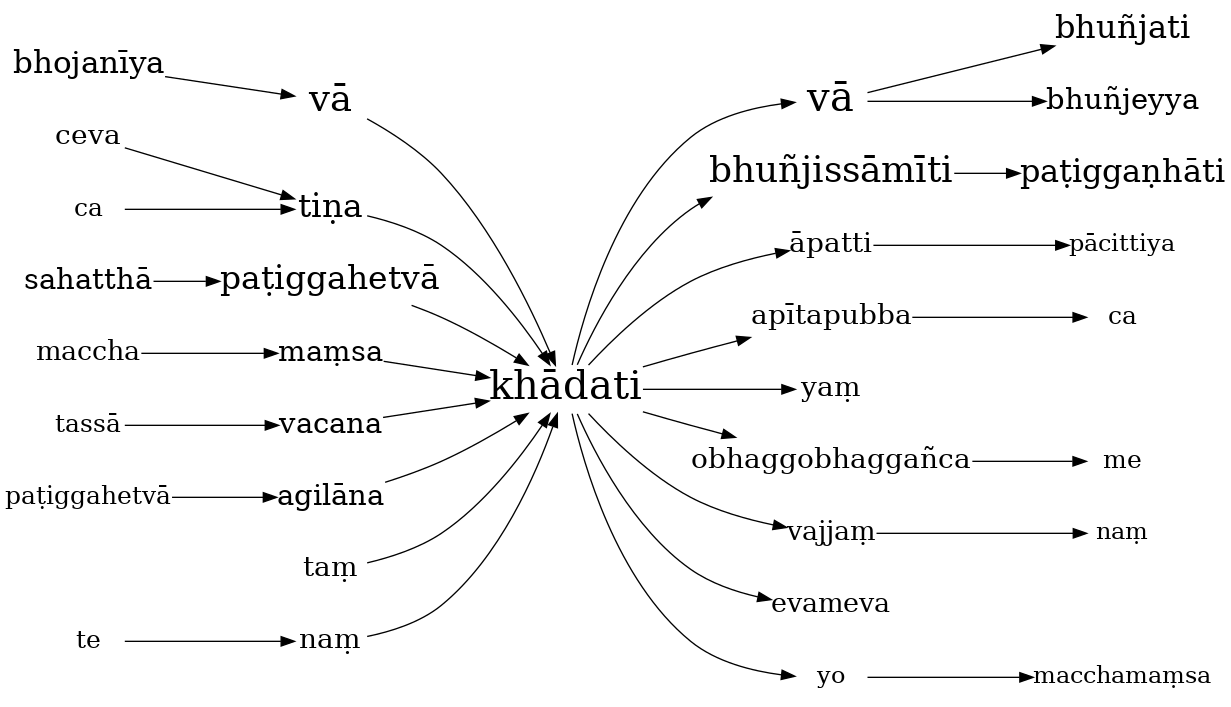 bhojanīya
ceva
ca
sahatthā
maccha
tassā
paṭiggahetvā
te
vā
tiṇa
paṭiggahetvā
maṃsa
vacana
agilāna
taṃ
naṃ
khādati
vā
bhuñjissāmīti
āpatti
apītapubba
yaṃ
obhaggobhaggañca
vajjaṃ
evameva
yo
bhuñjati
bhuñjeyya
paṭiggaṇhāti
pācittiya
ca
me
naṃ
macchamaṃsa